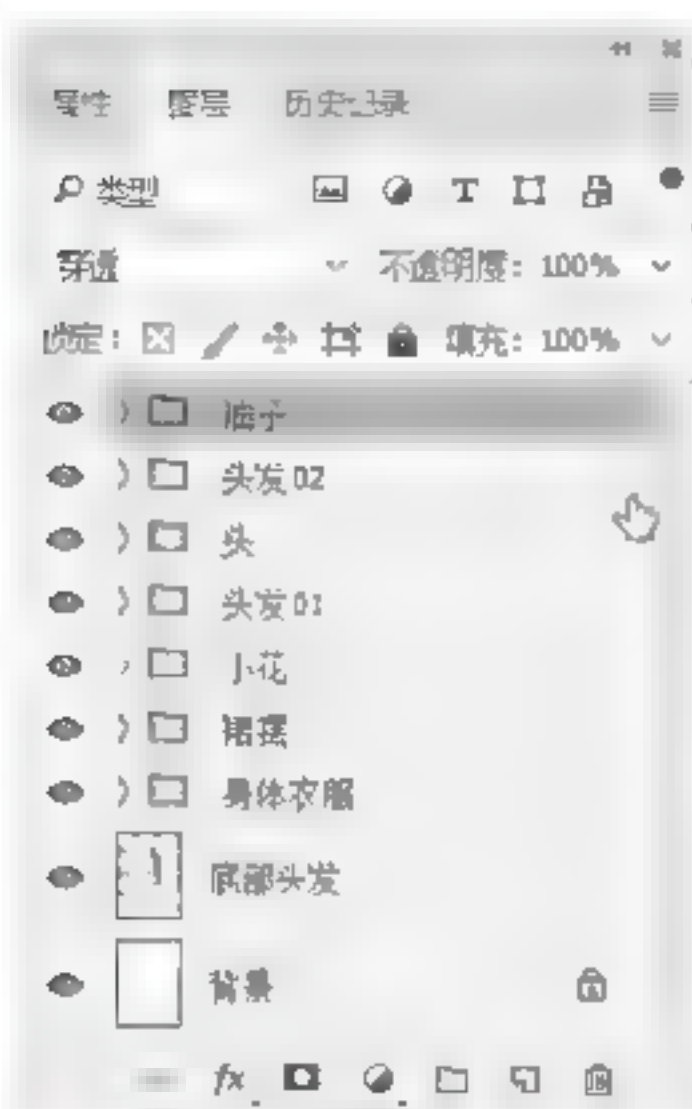 属性 图层 历史记录
类型
穿透 不透明度: 100%
锁定: 填充: 100%
头发02
头
头发01
小花
裙摆
身体衣服
底部头发
背景
fx